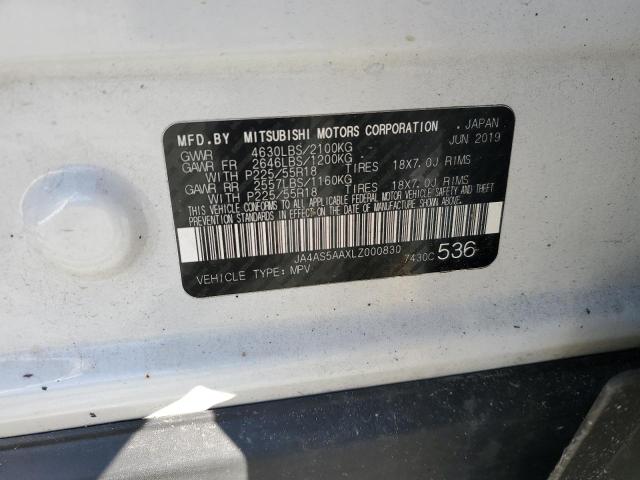 MFD.BY MITSUBISHI MOTORS CORPORATION , JAPAN
GVWR 4630LBS/2100KG JUN 2019
GAWR FR 2646LBS/1200KG
WITH P225/55R18 TIRES 18X7.0J RIMS
GAWR RR 2557LBS/1160KG
WITH P225/55R18 TIRES 18X7.0J RIMS
THIS VEHICLE CONFORMS TO ALL APPLICABLE FEDERAL MOTOR VEHICLE SAFETY AND THEFT
PREVENTION STANDARDS IN EFFECT ON THE DATE OF MANUFACTURE SHOWN ABOVE.
JA4AS5AAXLZ000830 7430C 536
VEHICLE TYPE: MPV